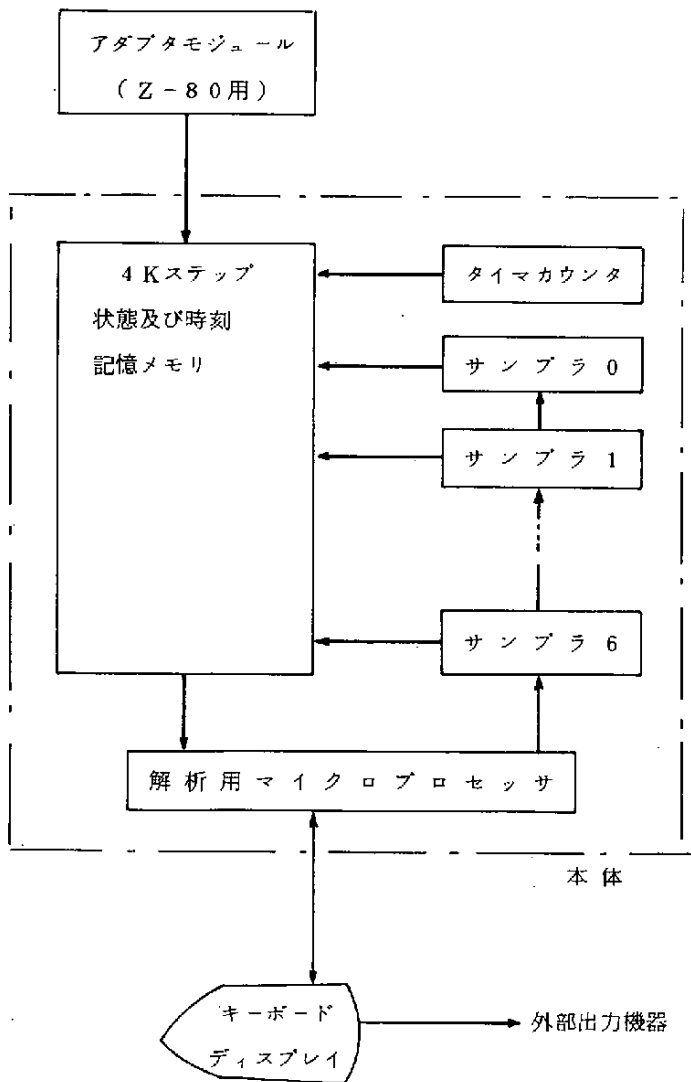 アダプタモジュール
(Z-80用)
4Kステップ
状態及び時刻
記憶メモリ
タイマカウンタ
サンプラ0
サンプラ1
サンプラ6
解析用マイクロプロセッサ
本体
キーボード
ディスプレイ
外部出力機器